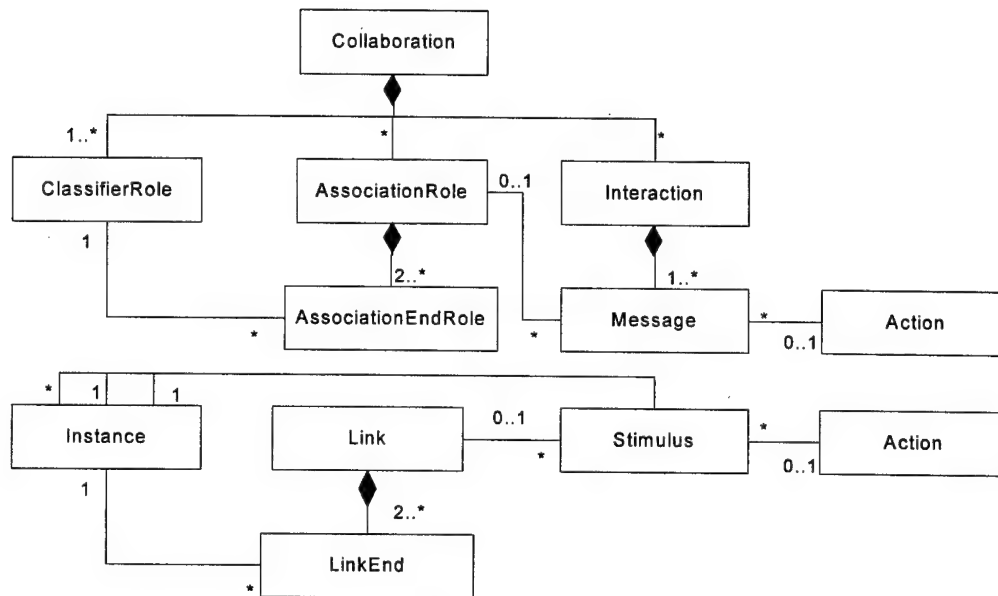 Collaboration
1..*
*
*
ClassifierRole
AssociationRole
0..1
Interaction
1
2..*
1..*
AssociationEndRole
Message
*
Action
*
*
0..1
*
1
1
Instance
Link
0..1
*
Stimulus
*
Action
0..1
1
2..*
LinkEnd
*